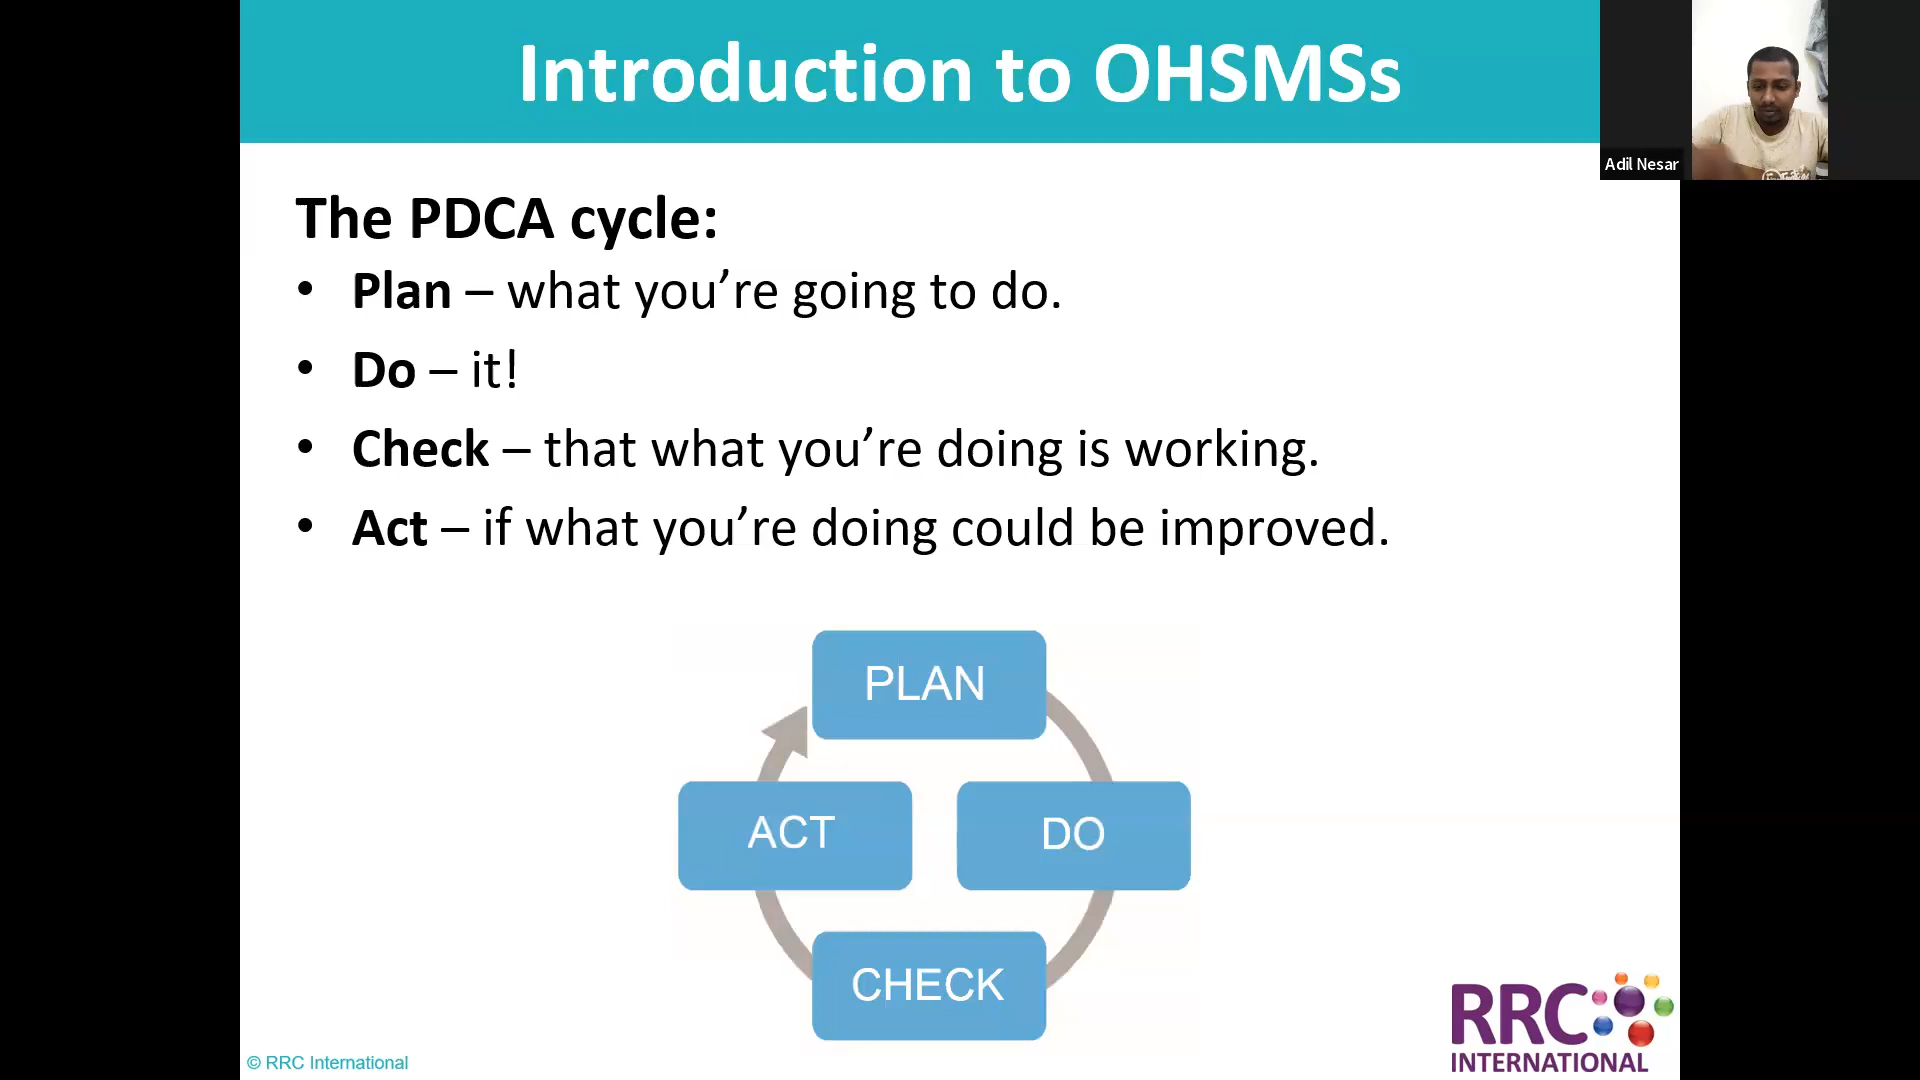 Introduction to OHSMSs
Adil Nesar
The PDCA cycle:
• Plan – what you’re going to do.
• Do – it!
• Check – that what you’re doing is working.
• Act – if what you’re doing could be improved.
PLAN
ACT
DO
CHECK
RRC
INTERNATIONAL
© RRC International